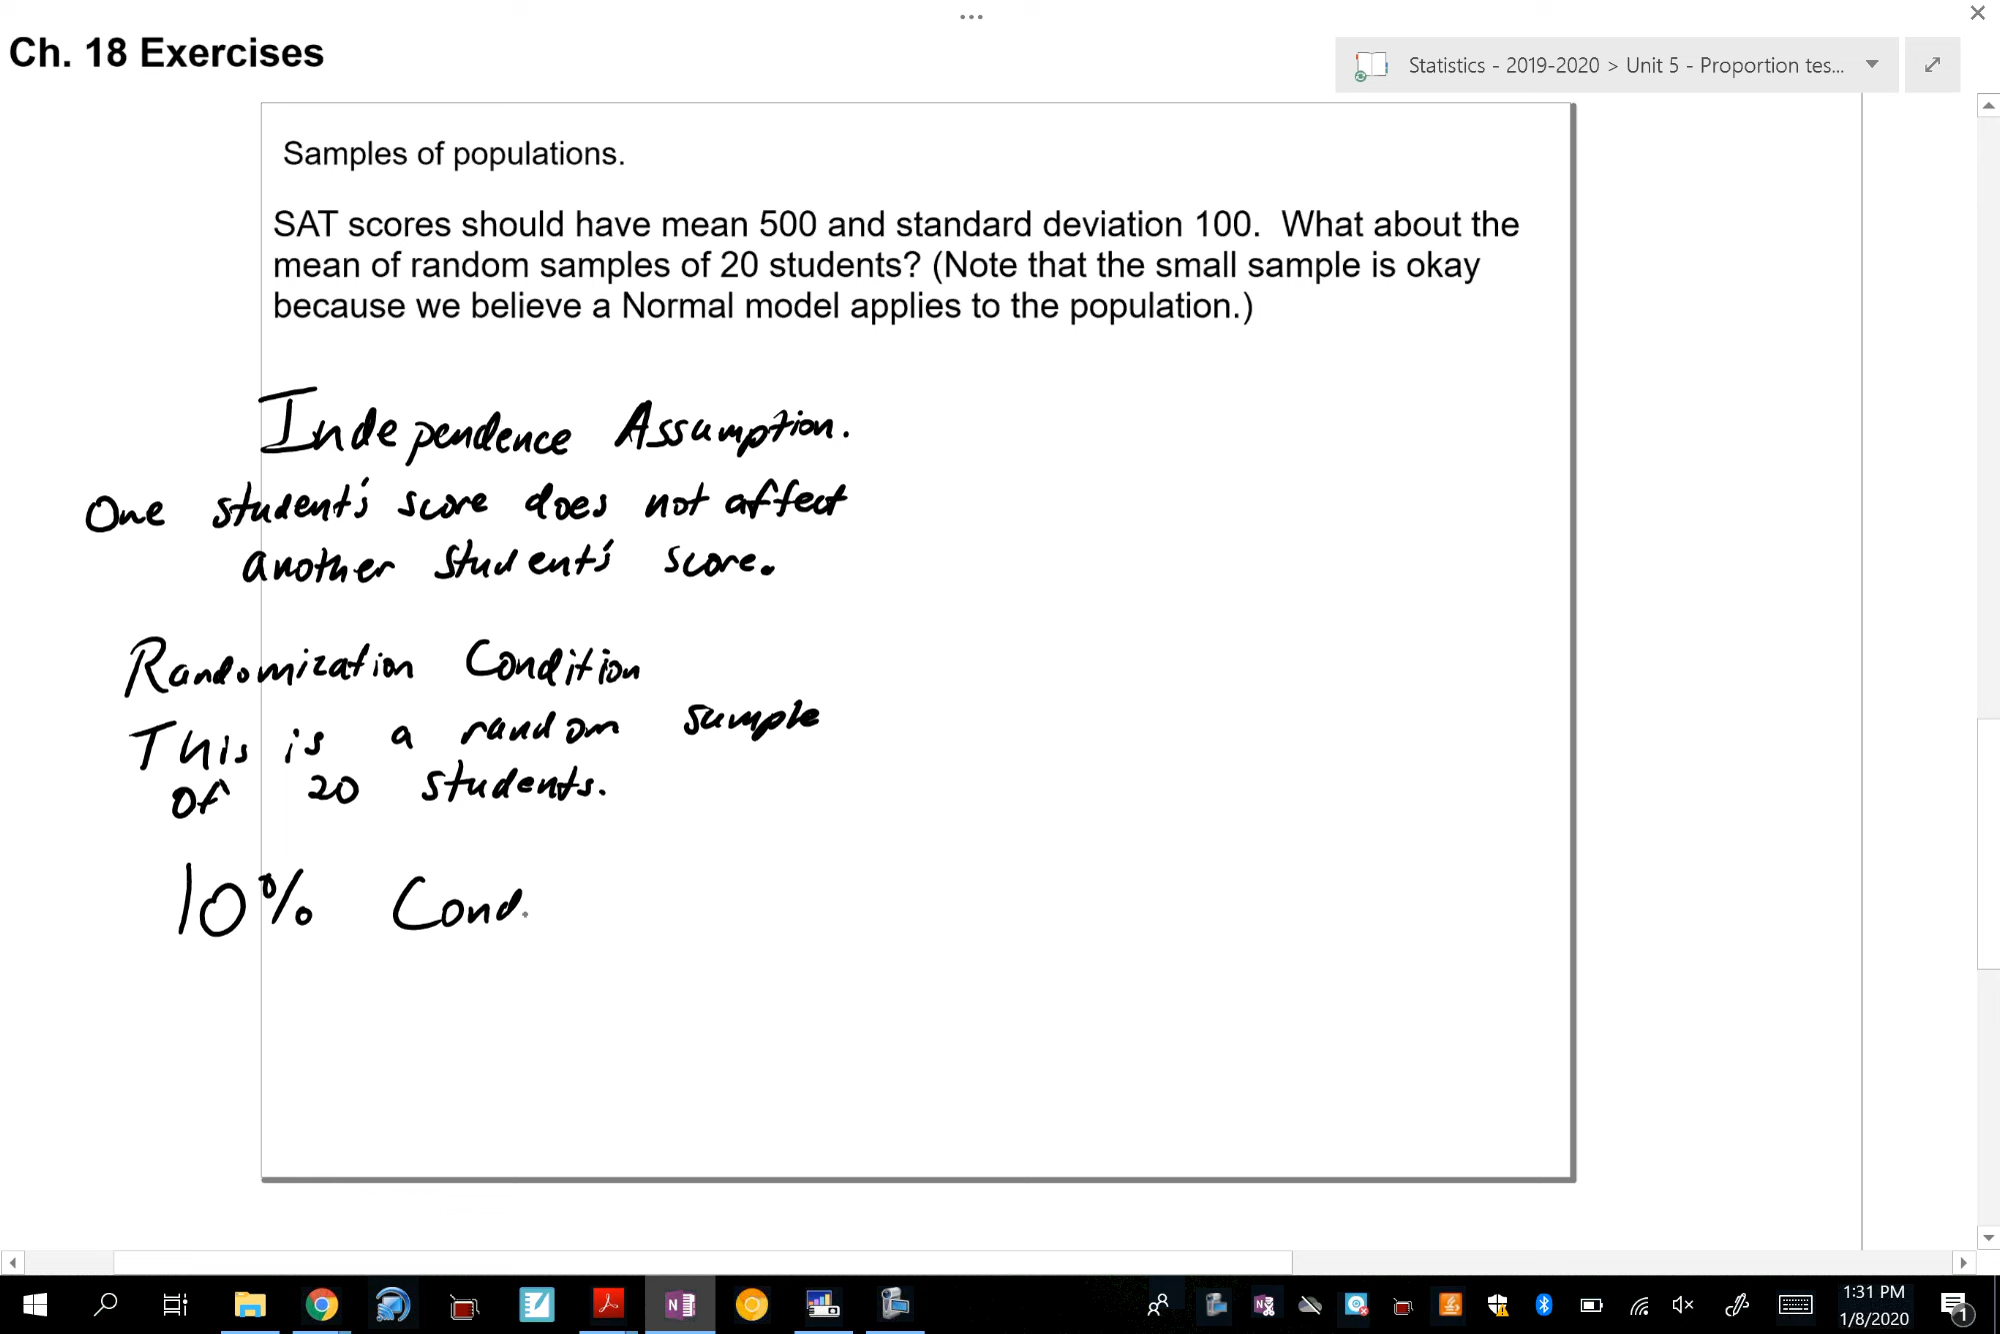 Ch. 18 Exercises
Statistics - 2019-2020 > Unit 5 - Proportion tes...
Samples of populations.
SAT scores should have mean 500 and standard deviation 100. What about the
mean of random samples of 20 students? (Note that the small sample is okay
because we believe a Normal model applies to the population.)
Independence Assumption.
One student's score does not affect
another student's score.
Randomization Condition
This is a random sample
of 20 students.
10% Cond.
1:31 PM
1/8/2020
1